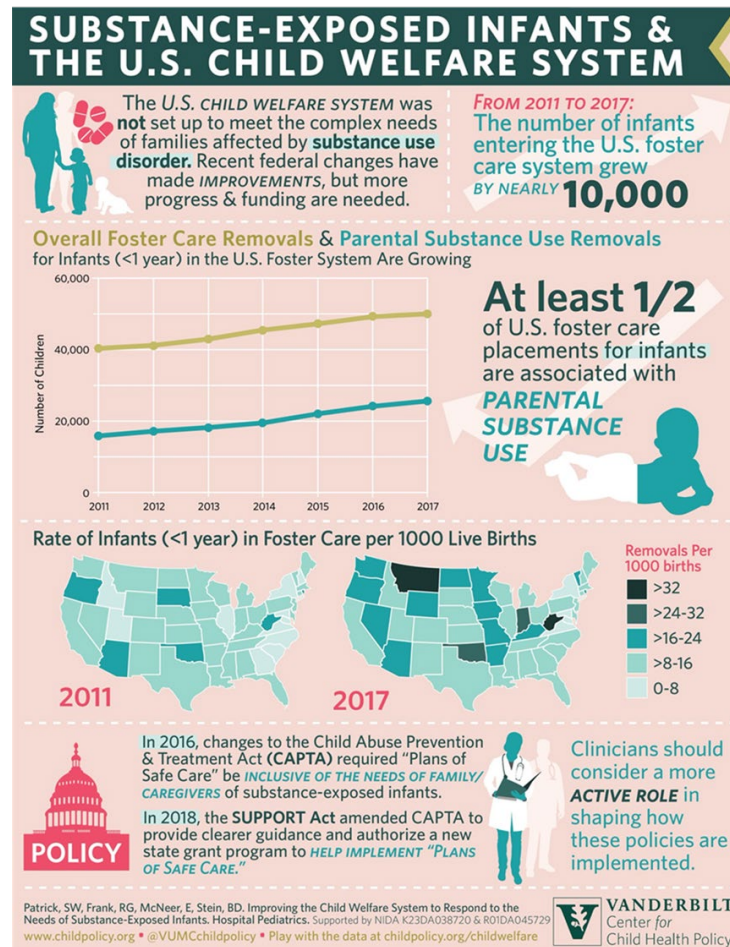 SUBSTANCE-EXPOSED INFANTS &
THE U.S. CHILD WELFARE SYSTEM
The U.S. CHILD WELFARE SYSTEM was
not set up to meet the complex needs
of families affected by substance use
disorder. Recent federal changes have
made IMPROVEMENTS, but more
progress & funding are needed.
FROM 2011 TO 2017:
The number of infants
entering the U.S. foster
care system grew
BY NEARLY 10,000
Overall Foster Care Removals & Parental Substance Use Removals
for Infants (<1 year) in the U.S. Foster System Are Growing
Number of Children
60,000
40,000
20,000
0
2011 2012 2013 2014 2015 2016 2017
At least 1/2
of U.S. foster care
placements for infants
are associated with
PARENTAL
SUBSTANCE
USE
Rate of Infants (<1 year) in Foster Care per 1000 Live Births
2011
2017
Removals Per
1000 births
>32
>24-32
>16-24
>8-16
0-8
POLICY
In 2016, changes to the Child Abuse Prevention
& Treatment Act (CAPTA) required “Plans of
Safe Care” be INCLUSIVE OF THE NEEDS OF FAMILY/
CAREGIVERS of substance-exposed infants.
In 2018, the SUPPORT Act amended CAPTA to
provide clearer guidance and authorize a new
state grant program to HELP IMPLEMENT “PLANS
OF SAFE CARE.”
Clinicians should
consider a more
ACTIVE ROLE in
shaping how
these policies are
implemented.
Patrick, SW, Frank, RG, McNeer, E, Stein, BD. Improving the Child Welfare System to Respond to the
Needs of Substance-Exposed Infants. Hospital Pediatrics. Supported by NIDA K23DA038720 & R01DA045729
www.childpolicy.org • @VUMCchildpolicy • Play with the data at childpolicy.org/childwelfare
V
VANDERBILT
Center for
Child Health Policy